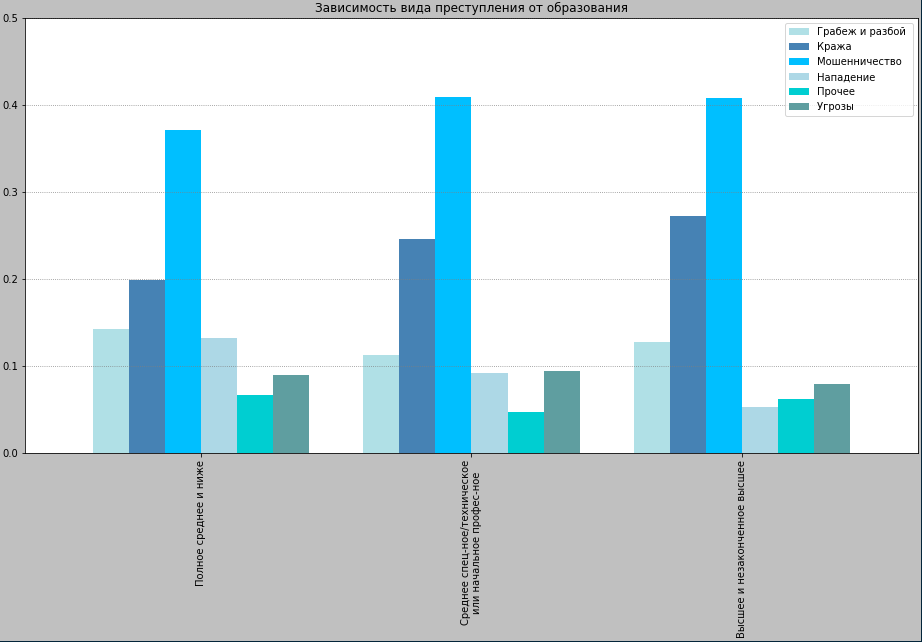 Зависимость вида преступления от образования
0.5
0.4
0.3
0.2
0.1
0.0
Грабеж и разбой
Кража
Мошенничество
Нападение
Прочее
Угрозы
Полное среднее и ниже
Среднее спец-ное/техническое
или начальное профес-ное
Высшее и незаконченное высшее